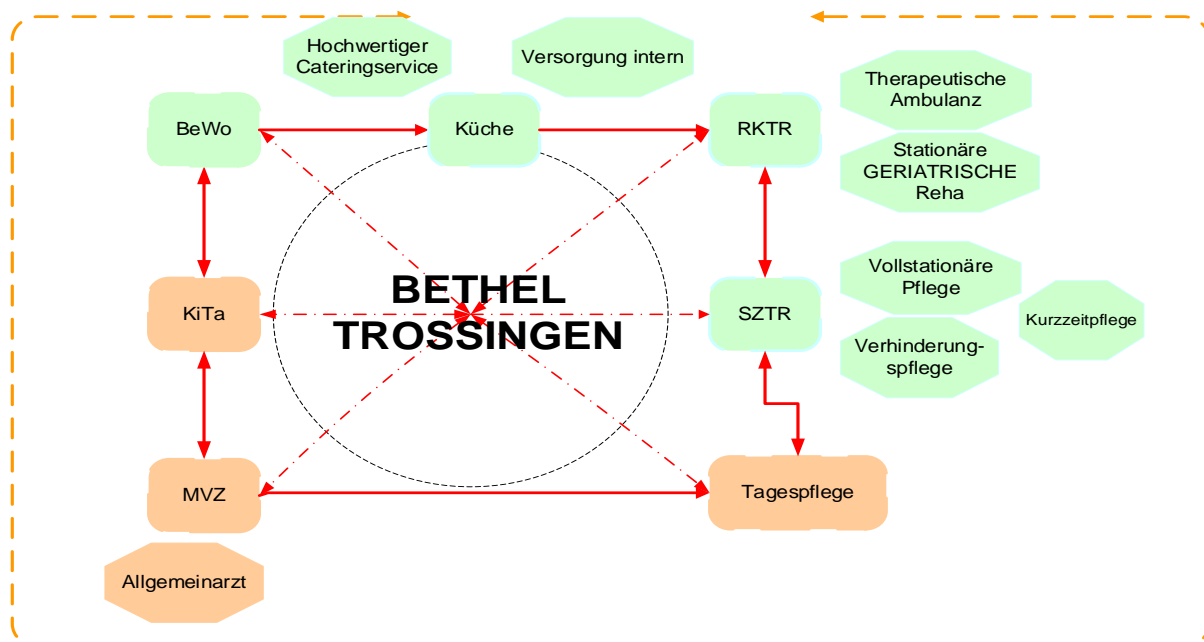 Hochwertiger
Cateringservice
Versorgung intern
Therapeutische
Ambulanz
BeWo
Küche
RKTR
Stationäre
GERIATRISCHE
Reha
BETHEL
TROSSINGEN
KiTa
SZTR
Vollstationäre
Pflege
Kurzzeitpflege
Verhinderung-
spflege
MVZ
Tagespflege
Allgemeinarzt